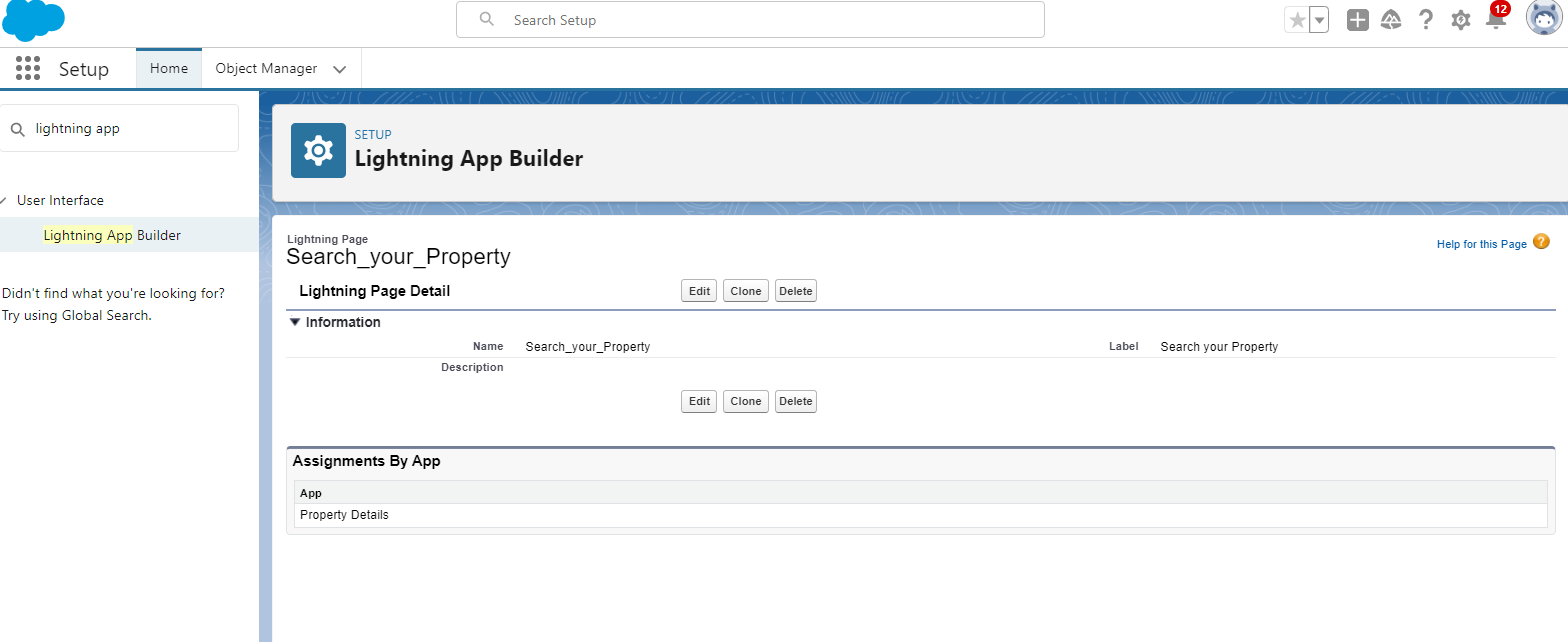 Search Setup
12
Setup
Home
Object Manager
lightning app
User Interface
Lightning App Builder
Didn't find what you're looking for?
Try using Global Search.
SETUP
Lightning App Builder
Lightning Page
Search_your_Property
Help for this Page ?
Lightning Page Detail
Edit Clone Delete
Information
Name Search_your_Property Label Search your Property
Description
Edit Clone Delete
Assignments By App
App
Property Details